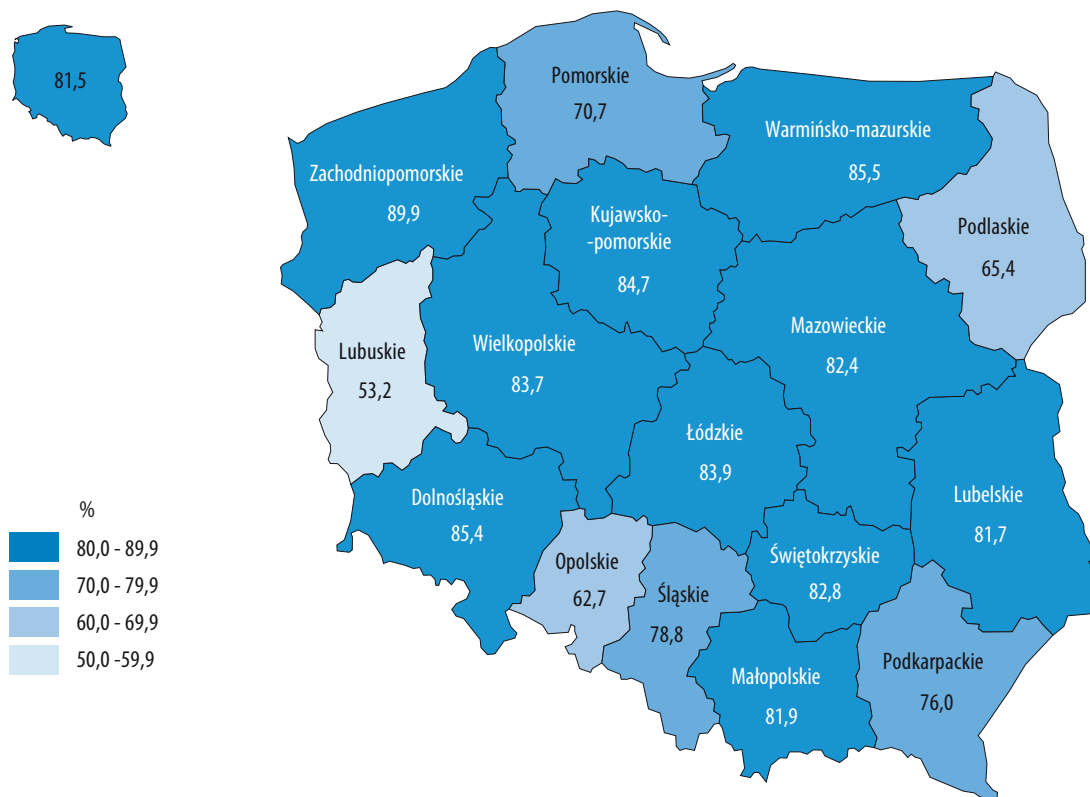 81,5
Pomorskie
70,7
Warmińsko-mazurskie
85,5
Zachodniopomorskie
89,9
Kujawsko-
-pomorskie
84,7
Podlaskie
65,4
Mazowieckie
82,4
Lubuskie
53,2
Wielkopolskie
83,7
Łódzkie
83,9
Dolnośląskie
85,4
Lubelskie
81,7
Opolskie
62,7
Śląskie
78,8
Świętokrzyskie
82,8
Małopolskie
81,9
Podkarpackie
76,0
%
80,0 - 89,9
70,0 - 79,9
60,0 - 69,9
50,0 -59,9